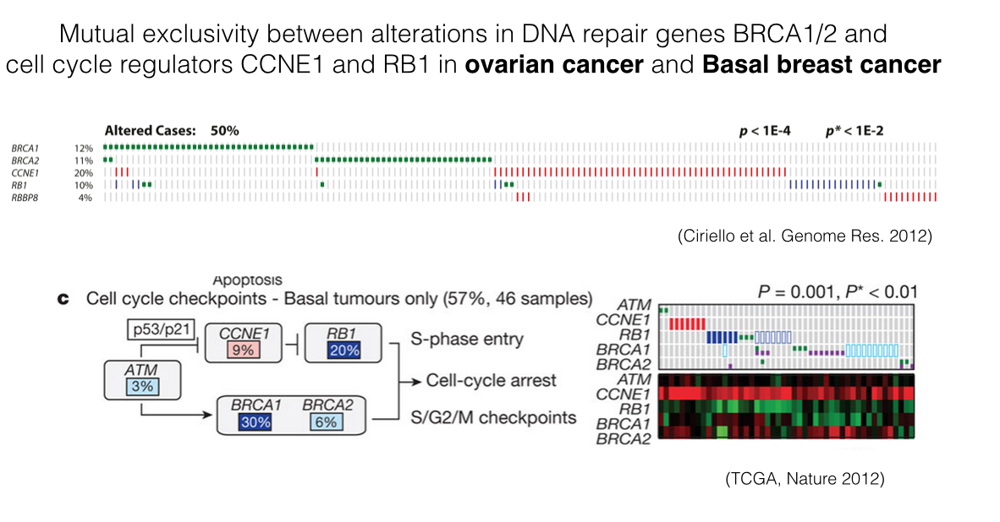 Mutual exclusivity between alterations in DNA repair genes BRCA1/2 and
cell cycle regulators CCNE1 and RB1 in ovarian cancer and Basal breast cancer
Altered Cases: 50%
p < 1E-4
p* < 1E-2
BRCA1 12%
BRCA2 11%
CCNE1 20%
RB1 10%
RBBP8 4%
(Ciriello et al. Genome Res. 2012)
Apoptosis
c Cell cycle checkpoints - Basal tumours only (57%, 46 samples)
P = 0.001, P* < 0.01
p53/p21
CCNE1
9%
RB1
20%
ATM
3%
BRCA1
30%
BRCA2
6%
S-phase entry
Cell-cycle arrest
S/G2/M checkpoints
ATM
CCNE1
RB1
BRCA1
BRCA2
ATM
CCNE1
RB1
BRCA1
BRCA2
(TCGA, Nature 2012)